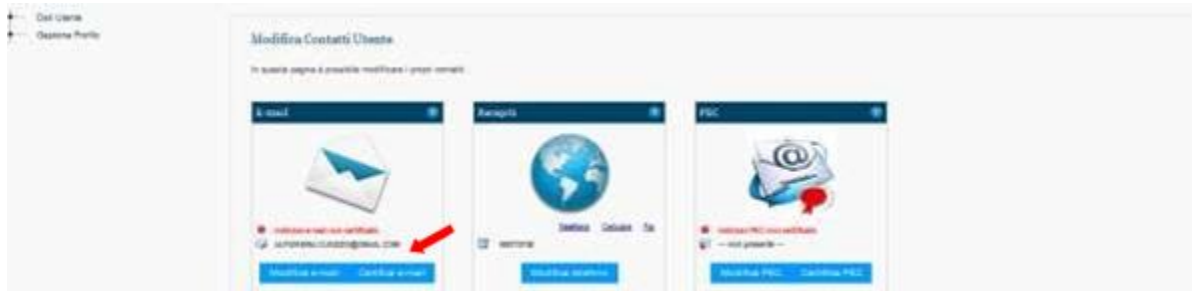 Dati Utente
Gestione Profilo
Modifica Contatti Utente
In questa pagina è possibile modificare i propri contatti
E-mail
Recapiti
PEC
Indirizzo e-mail non certificato
Telefono Cellulare Fax
Indirizzo PEC non certificato
-- non presente --
Modifica e-mail Certifica e-mail
Modifica telefono
Modifica PEC Certifica PEC